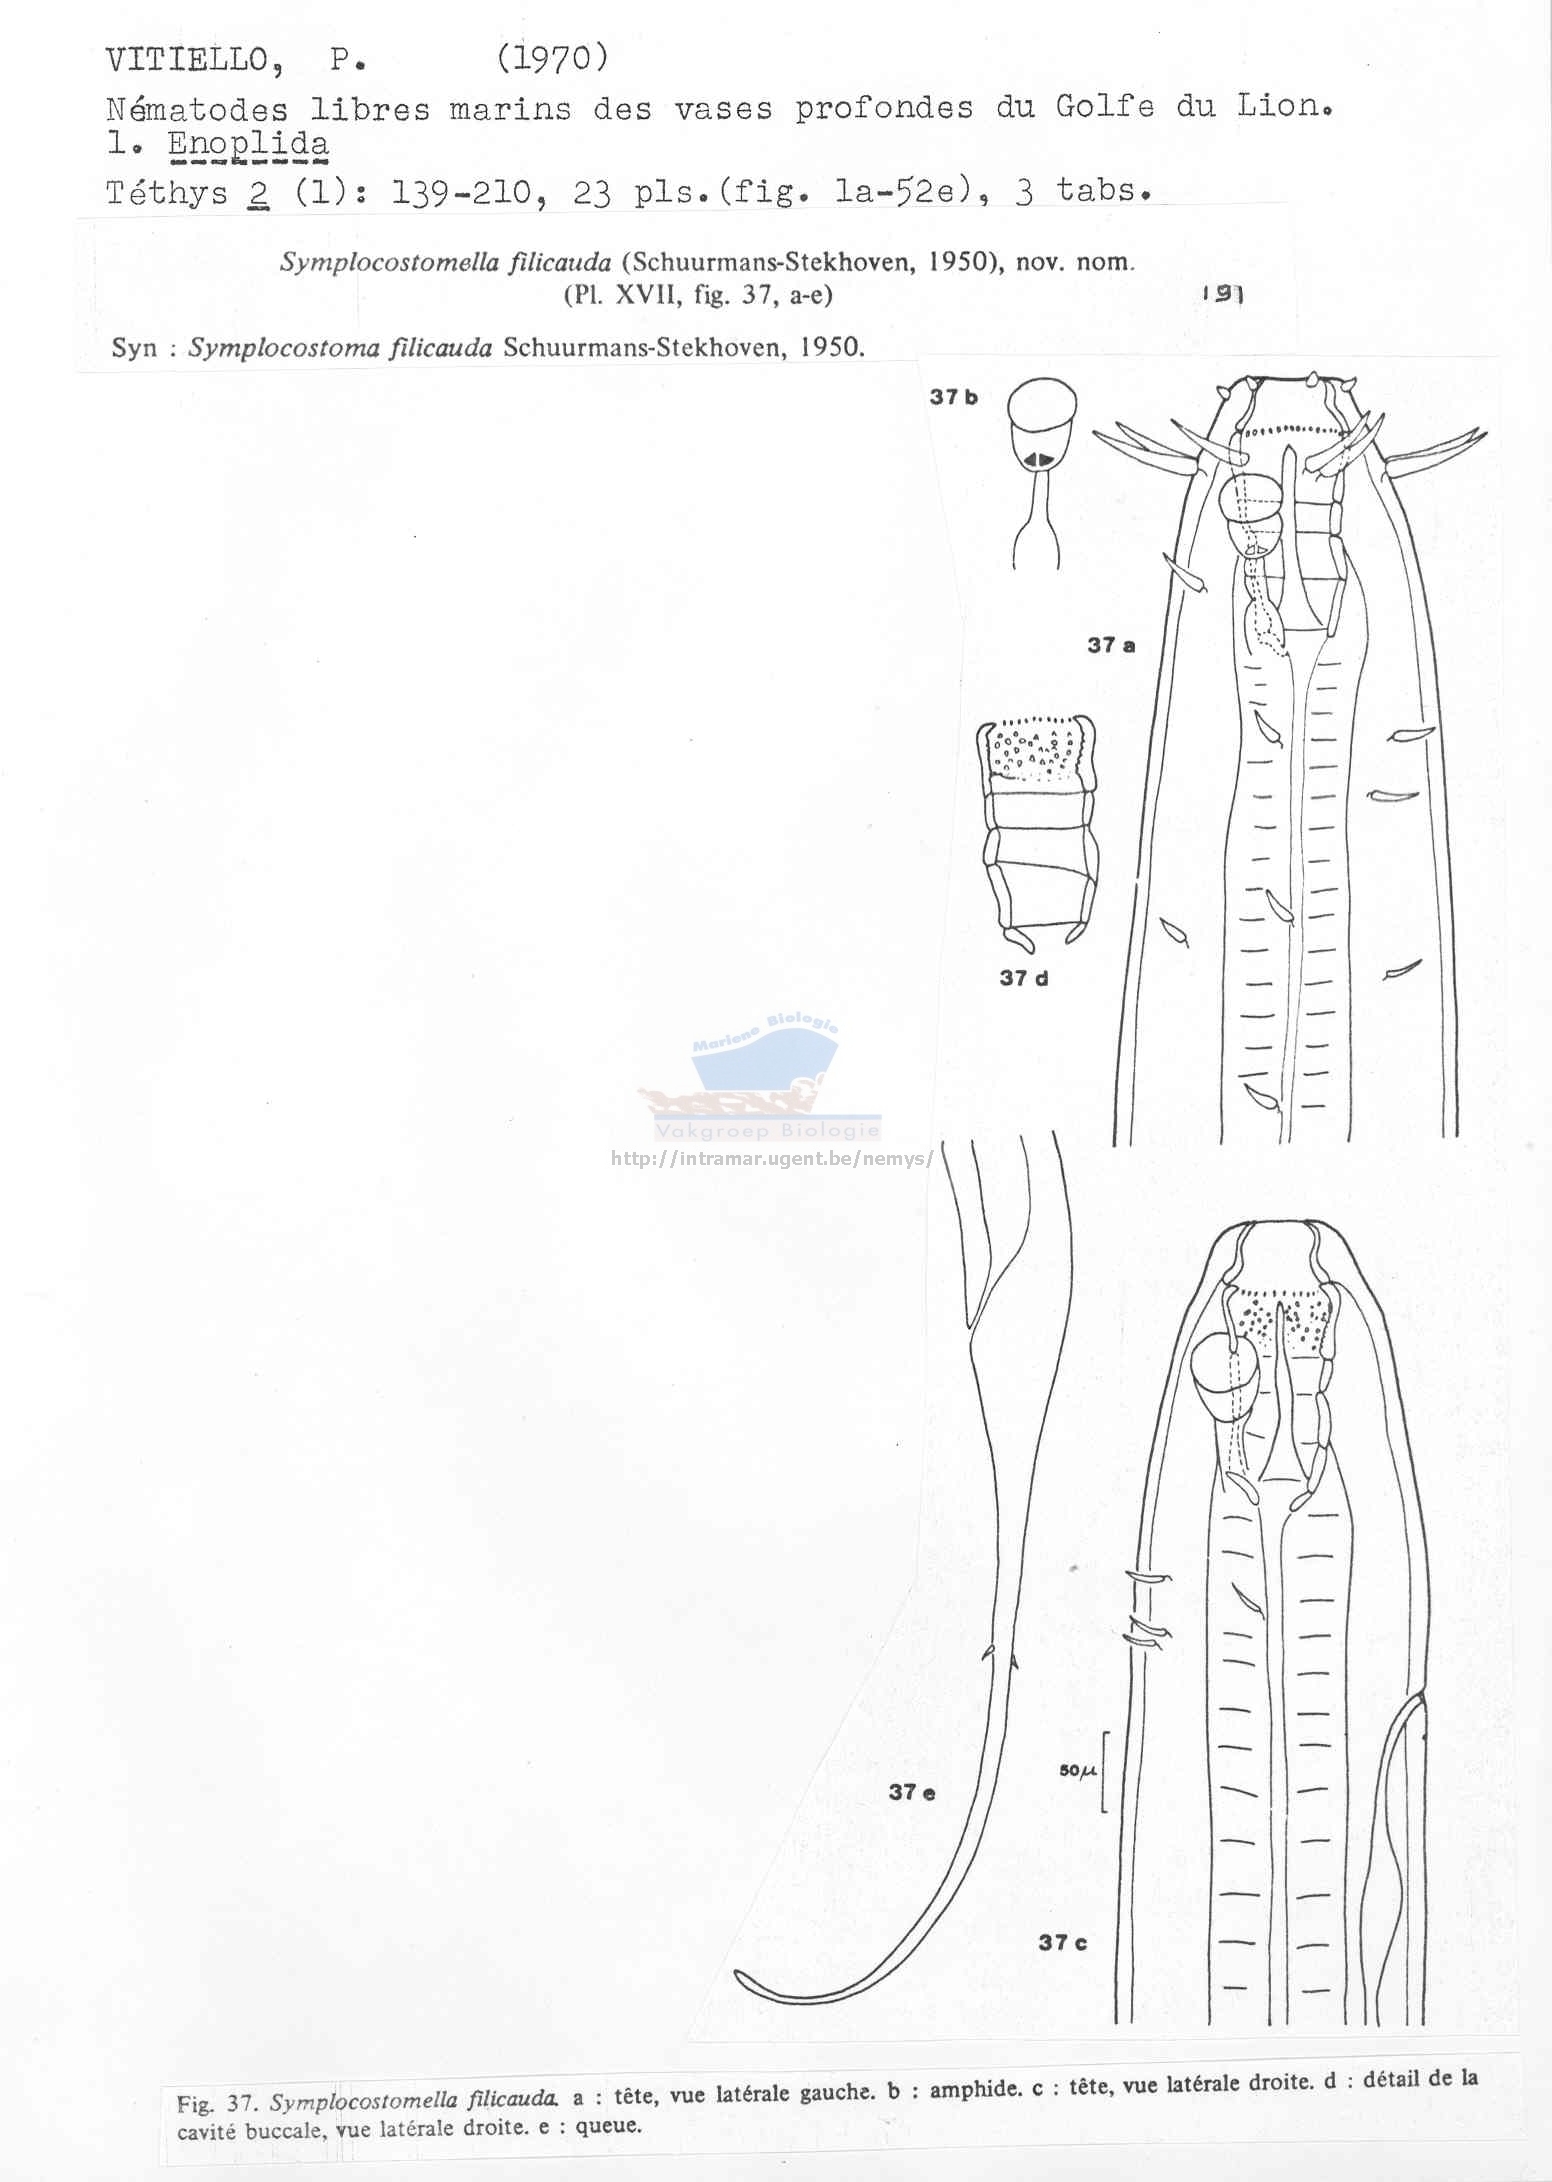 VITIELLO, P. (1970)
Nématodes libres marins des vases profondes du Golfe du Lion.
1. Enoplida
Téthys 2 (1): 139-210, 23 pls.(fig. 1a-52e), 3 tabs.
Symplocostomella filicauda (Schuurmans-Stekhoven, 1950), nov. nom.
(Pl. XVII, fig. 37, a-e)
191
Syn : Symplocostoma filicauda Schuurmans-Stekhoven, 1950.
37 b
37 a
37 d
Mariene Biologie
Vakgroep Biologie
http://intramar.ugent.be/nemys/
50µ
37 e
37 c
Fig. 37. Symplocostomella filicauda. a : tête, vue latérale gauche. b : amphide. c : tête, vue latérale droite. d : détail de la
cavité buccale, vue latérale droite. e : queue.